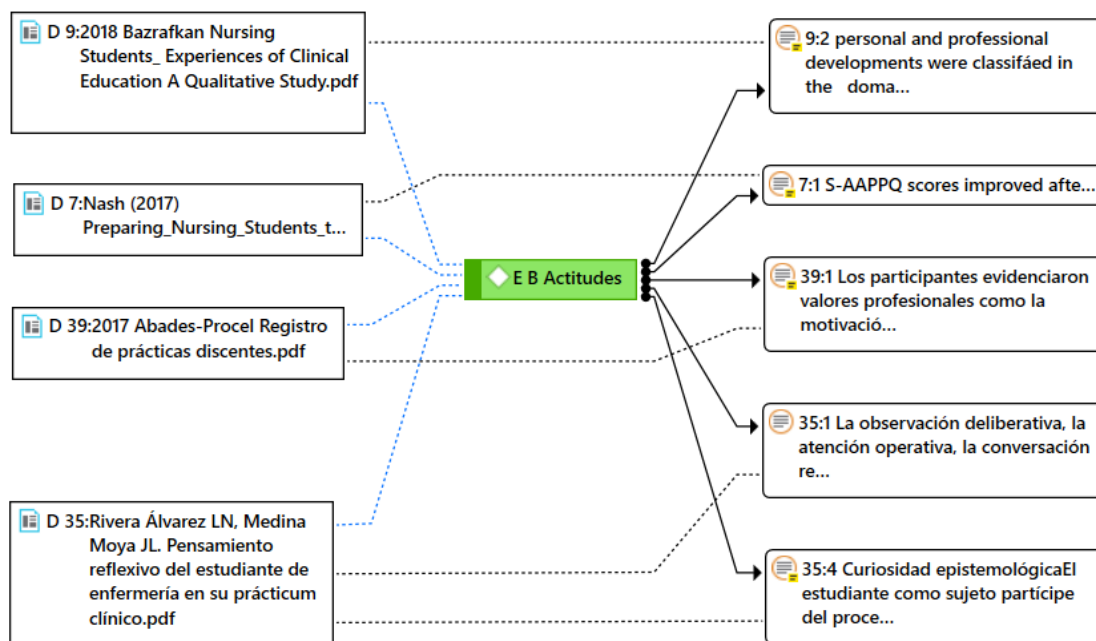 D 9:2018 Bazrafkan Nursing
Students_ Experiences of Clinical
Education A Qualitative Study.pdf
D 7:Nash (2017)
Preparing_Nursing_Students_t...
D 39:2017 Abades-Procel Registro
de prácticas discentes.pdf
D 35:Rivera Álvarez LN, Medina
Moya JL. Pensamiento
reflexivo del estudiante de
enfermería en su prácticum
clínico.pdf
E B Actitudes
9:2 personal and professional
developments were classifáed in
the doma...
7:1 S-AAPPQ scores improved afte...
39:1 Los participantes evidenciaron
valores profesionales como la
motivació...
35:1 La observación deliberativa, la
atención operativa, la conversación
re...
35:4 Curiosidad epistemológicaEl
estudiante como sujeto partícipe
del proce...